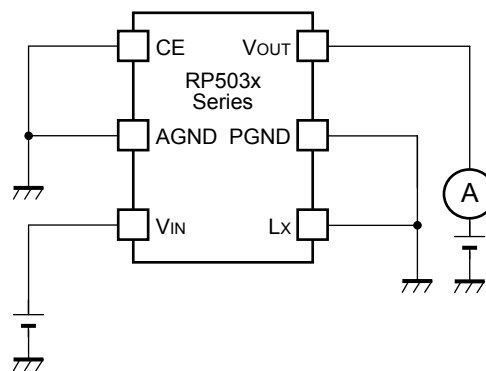 CE VOUT
RP503x
Series
AGND PGND
A
VIN LX